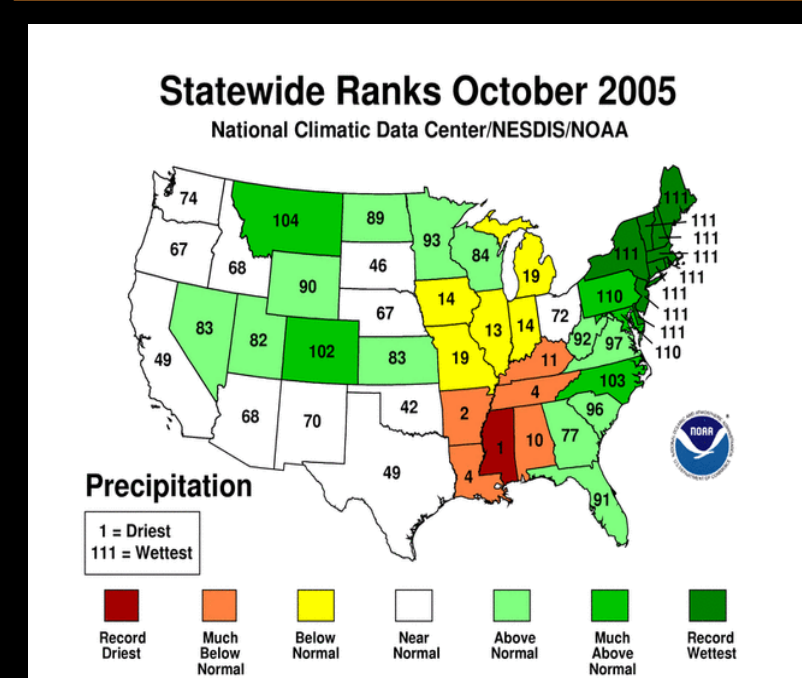 Statewide Ranks October 2005
National Climatic Data Center/NESDIS/NOAA
74
104
89
93
84
111
111
111
111
111
111
111
111
111
110
67
68
90
46
19
110
83
82
102
67
14
13
14
72
92
97
49
83
19
11
103
68
70
42
2
4
96
49
4
1
10
77
91
NOAA
Precipitation
1 = Driest
111 = Wettest
Record
Driest
Much
Below
Normal
Below
Normal
Near
Normal
Above
Normal
Much
Above
Normal
Record
Wettest